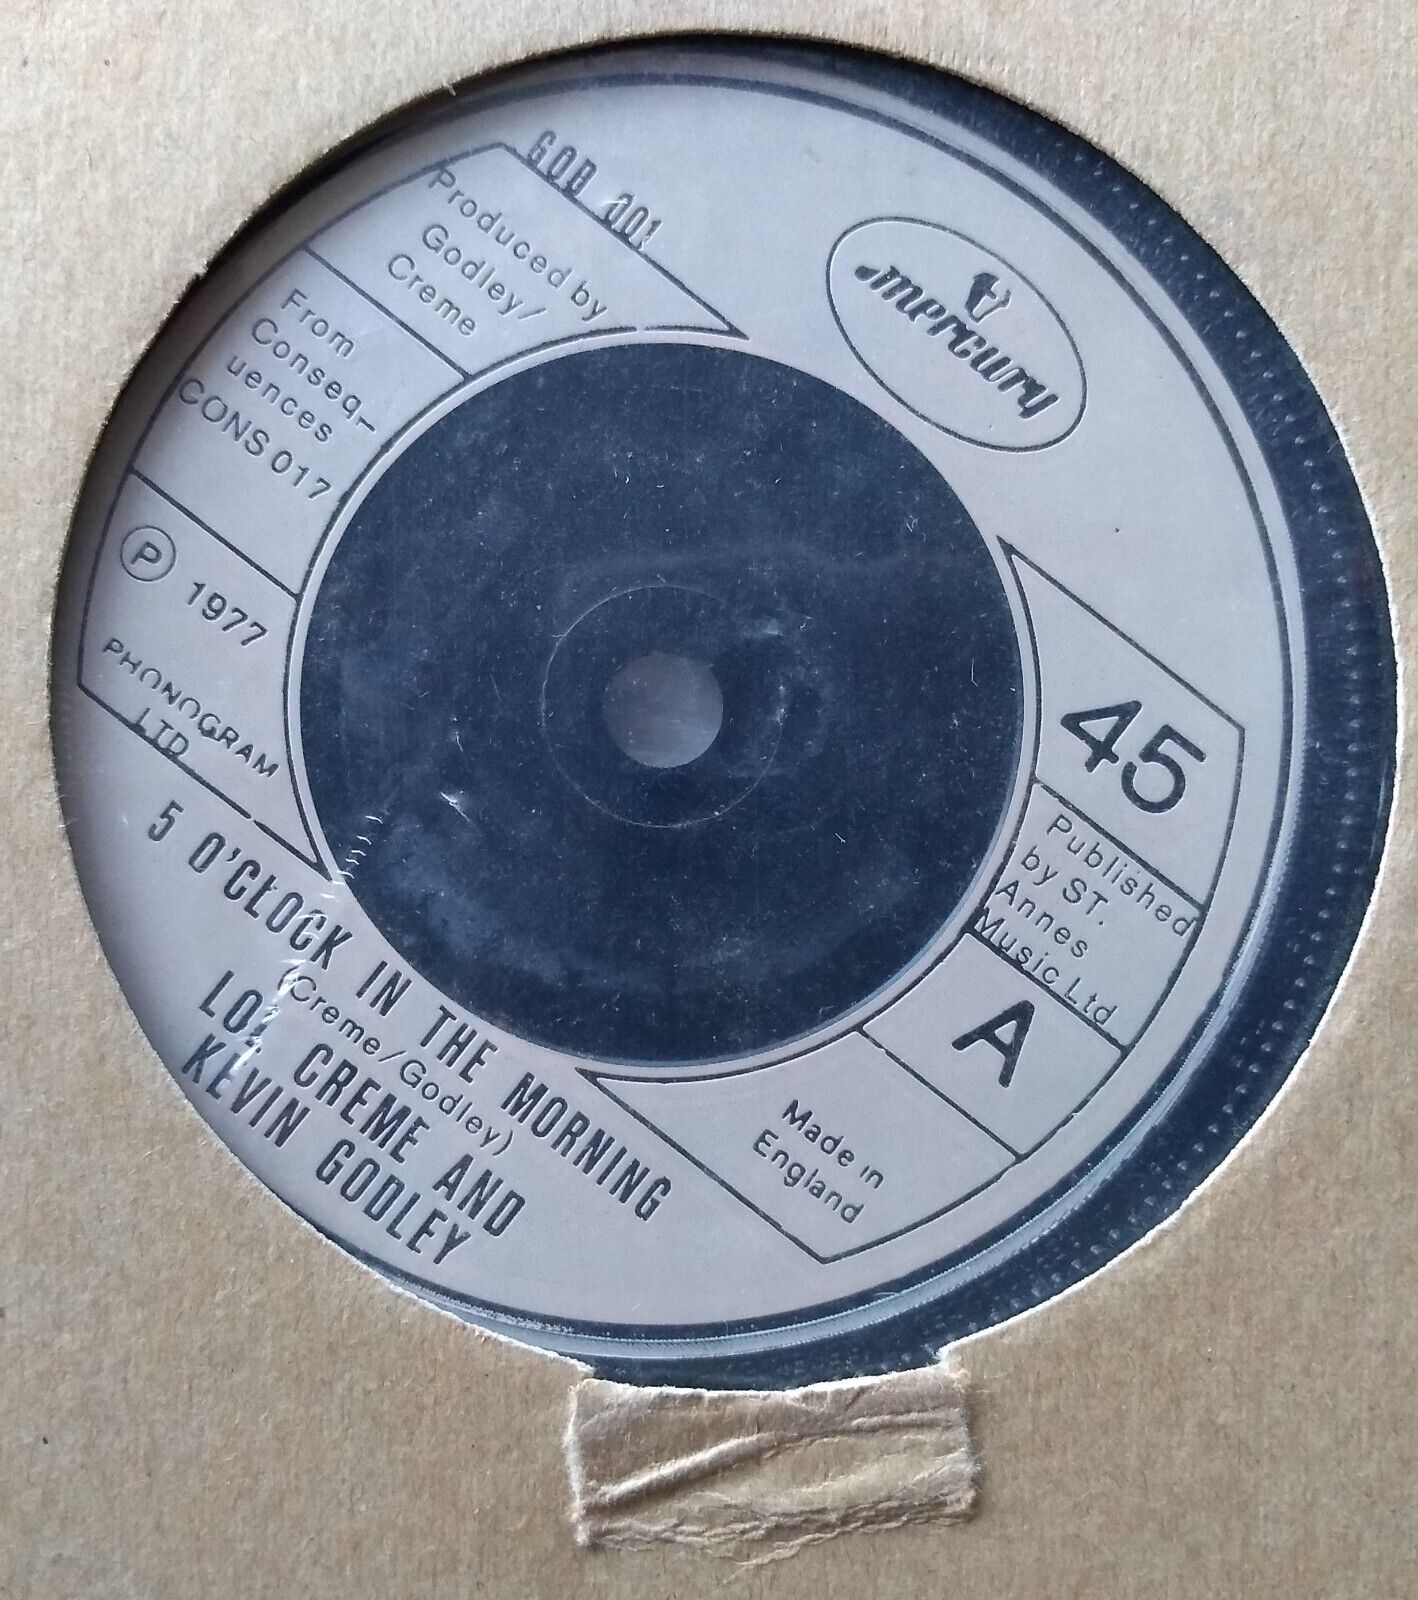 GOD 001
mercury
Produced by
Godley/
Creme
From
Conseq-
uences
CONS 017
Ⓟ 1977
PHONOGRAM
LTD
45
Published
by ST.
Annes
Music Ltd
A
Made in
England
5 O'CLOCK IN THE MORNING
(Creme/Godley)
LOL CREME AND
KEVIN GODLEY